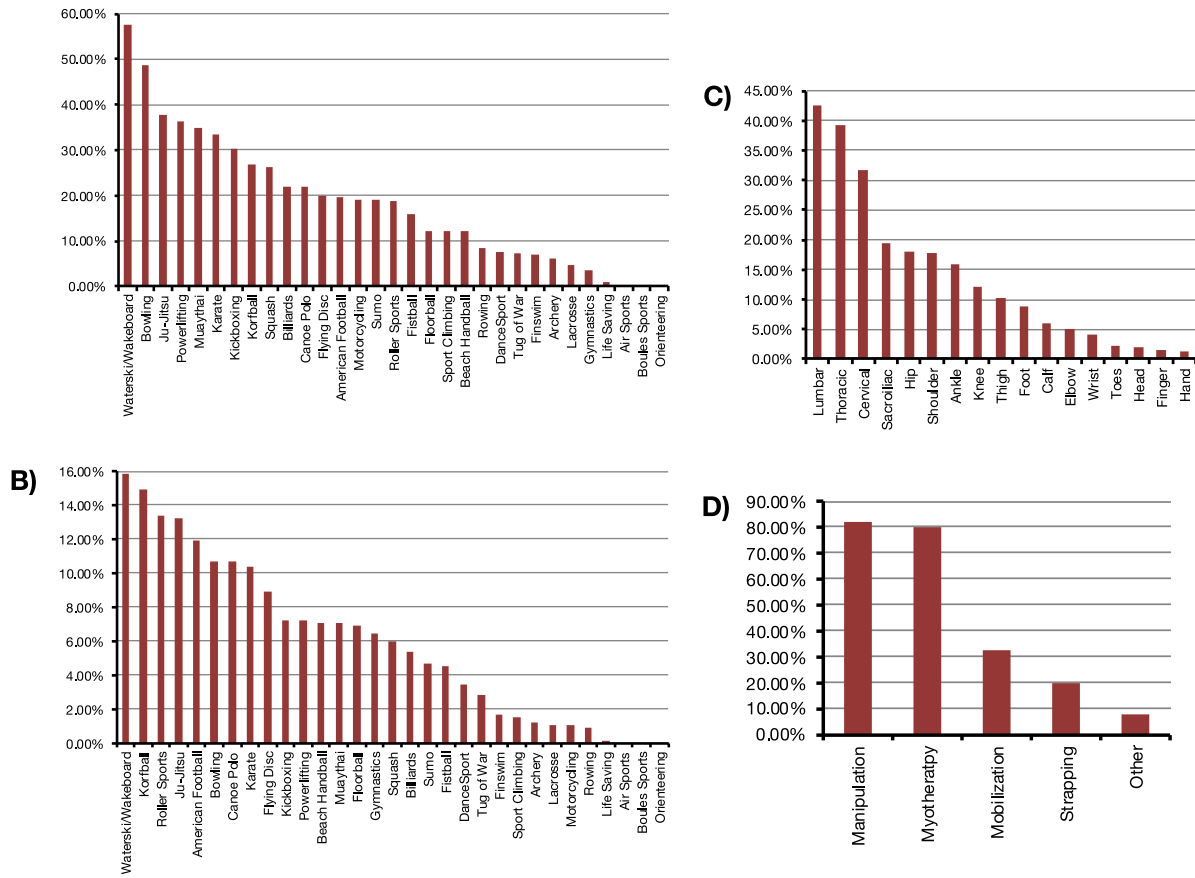 60.00%
50.00%
40.00%
30.00%
20.00%
10.00%
0.00%
Waterski/Wakeboard
Bowling
Ju-Jitsu
Powerlifting
Muaythai
Karate
Kickboxing
Korfball
Squash
Billiards
Canoe Polo
Flying Disc
American Football
Motorcycling
Sumo
Roller Sports
Fistball
Floorball
Sport Climbing
Beach Handball
Rowing
DanceSport
Tug of War
Finswim
Archery
Lacrosse
Gymnastics
Life Saving
Air Sports
Boules Sports
Orienteering
B)
16.00%
14.00%
12.00%
10.00%
8.00%
6.00%
4.00%
2.00%
0.00%
Waterski/Wakeboard
Korfball
Roller Sports
Ju-Jitsu
American Football
Bowling
Canoe Polo
Karate
Flying Disc
Kickboxing
Powerlifting
Beach Handball
Muaythai
Floorball
Gymnastics
Squash
Billiards
Sumo
Fistball
DanceSport
Tug of War
Finswim
Sport Climbing
Archery
Lacrosse
Motorcycling
Rowing
Life Saving
Air Sports
Boules Sports
Orienteering
C)
45.00%
40.00%
35.00%
30.00%
25.00%
20.00%
15.00%
10.00%
5.00%
0.00%
Lumbar
Thoracic
Cervical
Sacroiliac
Hip
Shoulder
Ankle
Knee
Thigh
Foot
Calf
Elbow
Wrist
Toes
Head
Finger
Hand
D)
90.00%
80.00%
70.00%
60.00%
50.00%
40.00%
30.00%
20.00%
10.00%
0.00%
Manipulation
Myotheratpy
Mobilization
Strapping
Other